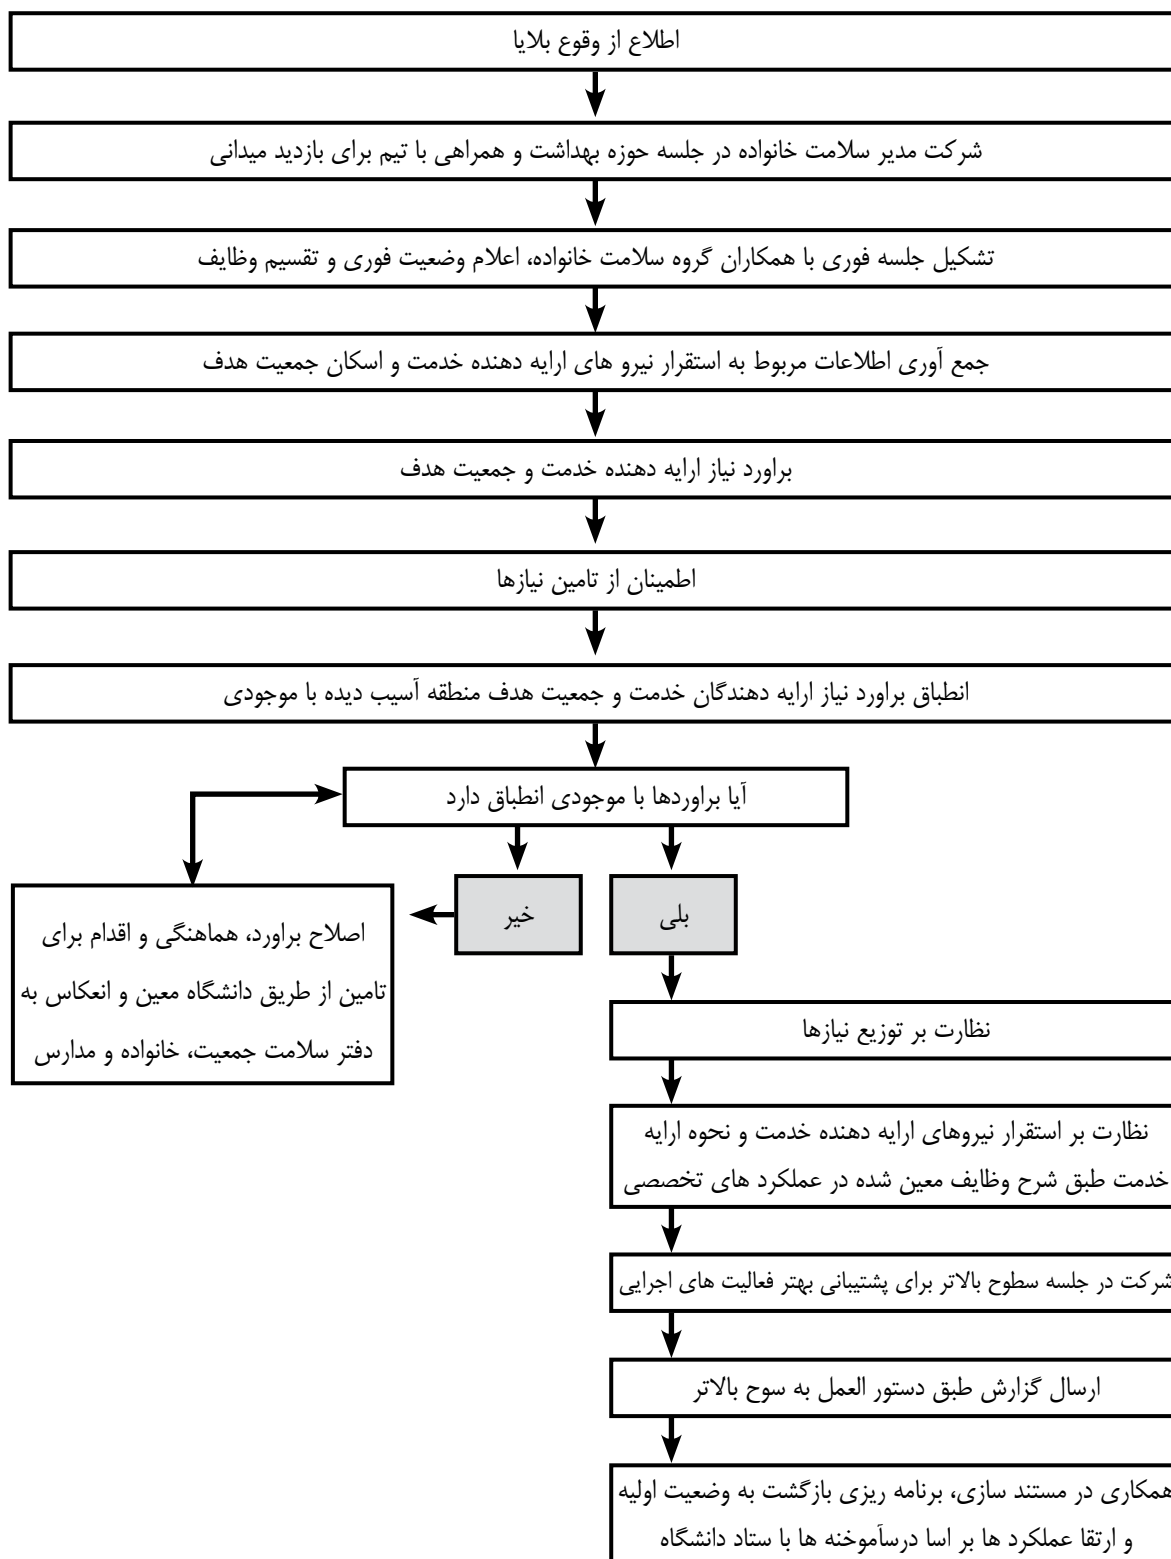 اطلاع از وقوع بلایا
شرکت مدیر سلامت خانواده در جلسه حوزه بهداشت و همراهی با تیم برای بازدید میدانی
تشکیل جلسه فوری با همکاران گروه سلامت خانواده، اعلام وضعیت فوری و تقسیم وظایف
جمع آوری اطلاعات مربوط به استقرار نیرو های ارایه دهنده خدمت و اسکان جمعیت هدف
براورد نیاز ارایه دهنده خدمت و جمعیت هدف
اطمینان از تامین نیازها
انطباق براورد نیاز ارایه دهندگان خدمت و جمعیت هدف منطقه آسیب دیده با موجودی
آیا براوردها با موجودی انطباق دارد
بلی
خیر
اصلاح براورد، هماهنگی و اقدام برای
تامین از طریق دانشگاه معین و انعکاس به
دفتر سلامت جمعیت، خانواده و مدارس
نظارت بر توزیع نیازها
نظارت بر استقرار نیروهای ارایه دهنده خدمت و نحوه ارایه
خدمت طبق شرح وظایف معین شده در عملکرد های تخصصی
شرکت در جلسه سطوح بالاتر برای پشتیبانی بهتر فعالیت های اجرایی
ارسال گزارش طبق دستور العمل به سوح بالاتر
همکاری در مستند سازی، برنامه ریزی بازگشت به وضعیت اولیه
و ارتقا عملکرد ها بر اسا درسآموخنه ها با ستاد دانشگاه